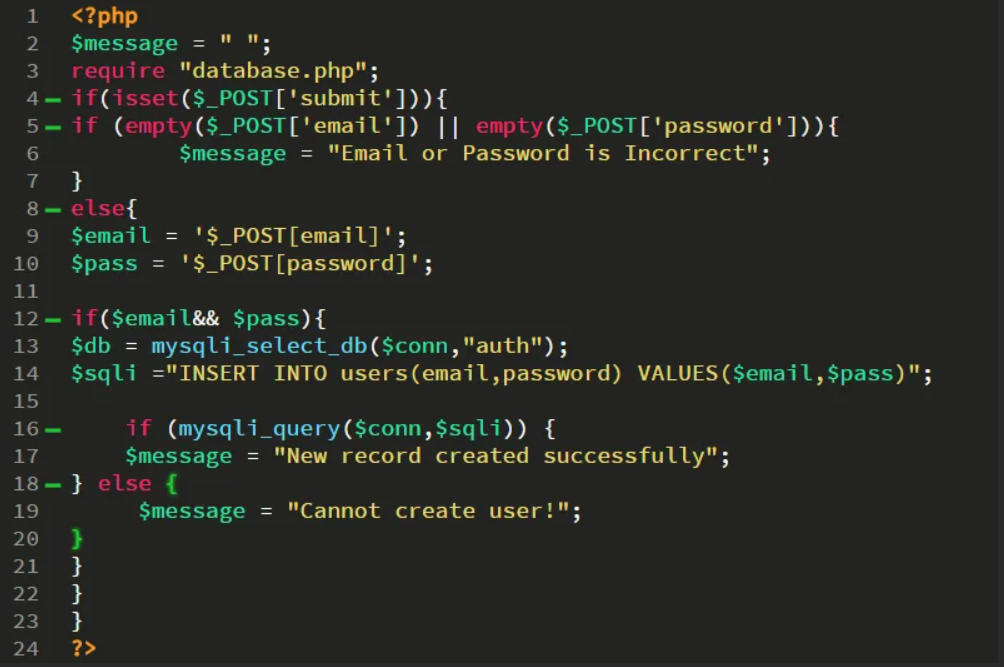 1 <?php
2 $message = " ";
3 require "database.php";
4 if(isset($_POST['submit'])){
5 if (empty($_POST['email']) || empty($_POST['password'])){
6 $message = "Email or Password is Incorrect";
7 }
8 else{
9 $email = '$_POST[email]';
10 $pass = '$_POST[password]';
11
12 if($email&& $pass){
13 $db = mysqli_select_db($conn,"auth");
14 $sqli ="INSERT INTO users(email,password) VALUES($email,$pass)";
15
16 if (mysqli_query($conn,$sqli)) {
17 $message = "New record created successfully";
18 } else {
19 $message = "Cannot create user!";
20 }
21 }
22 }
23 }
24 ?>